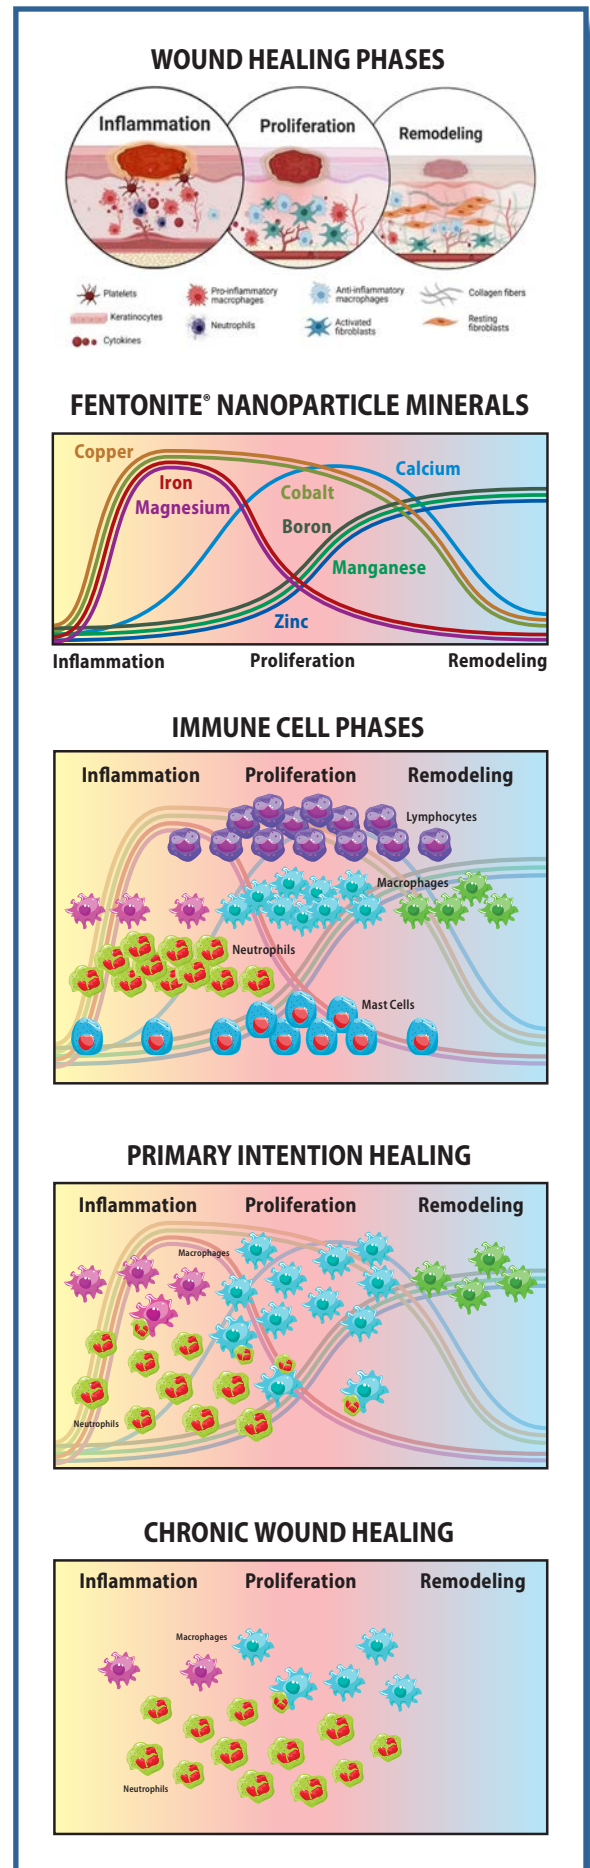 WOUND HEALING PHASES
Inflammation
Proliferation
Remodeling
Platelets
Pro-inflammatory
macrophages
Anti-inflammatory
macrophages
Collagen fibers
Keratinocytes
Neutrophils
Activated
fibroblasts
Resting
fibroblasts
Cytokines
FENTONITE® NANOPARTICLE MINERALS
Copper
Calcium
Iron
Cobalt
Magnesium
Boron
Manganese
Zinc
Inflammation Proliferation Remodeling
IMMUNE CELL PHASES
Inflammation Proliferation Remodeling
Lymphocytes
Macrophages
Neutrophils
Mast Cells
PRIMARY INTENTION HEALING
Inflammation Proliferation Remodeling
Macrophages
Neutrophils
CHRONIC WOUND HEALING
Inflammation Proliferation Remodeling
Macrophages
Neutrophils